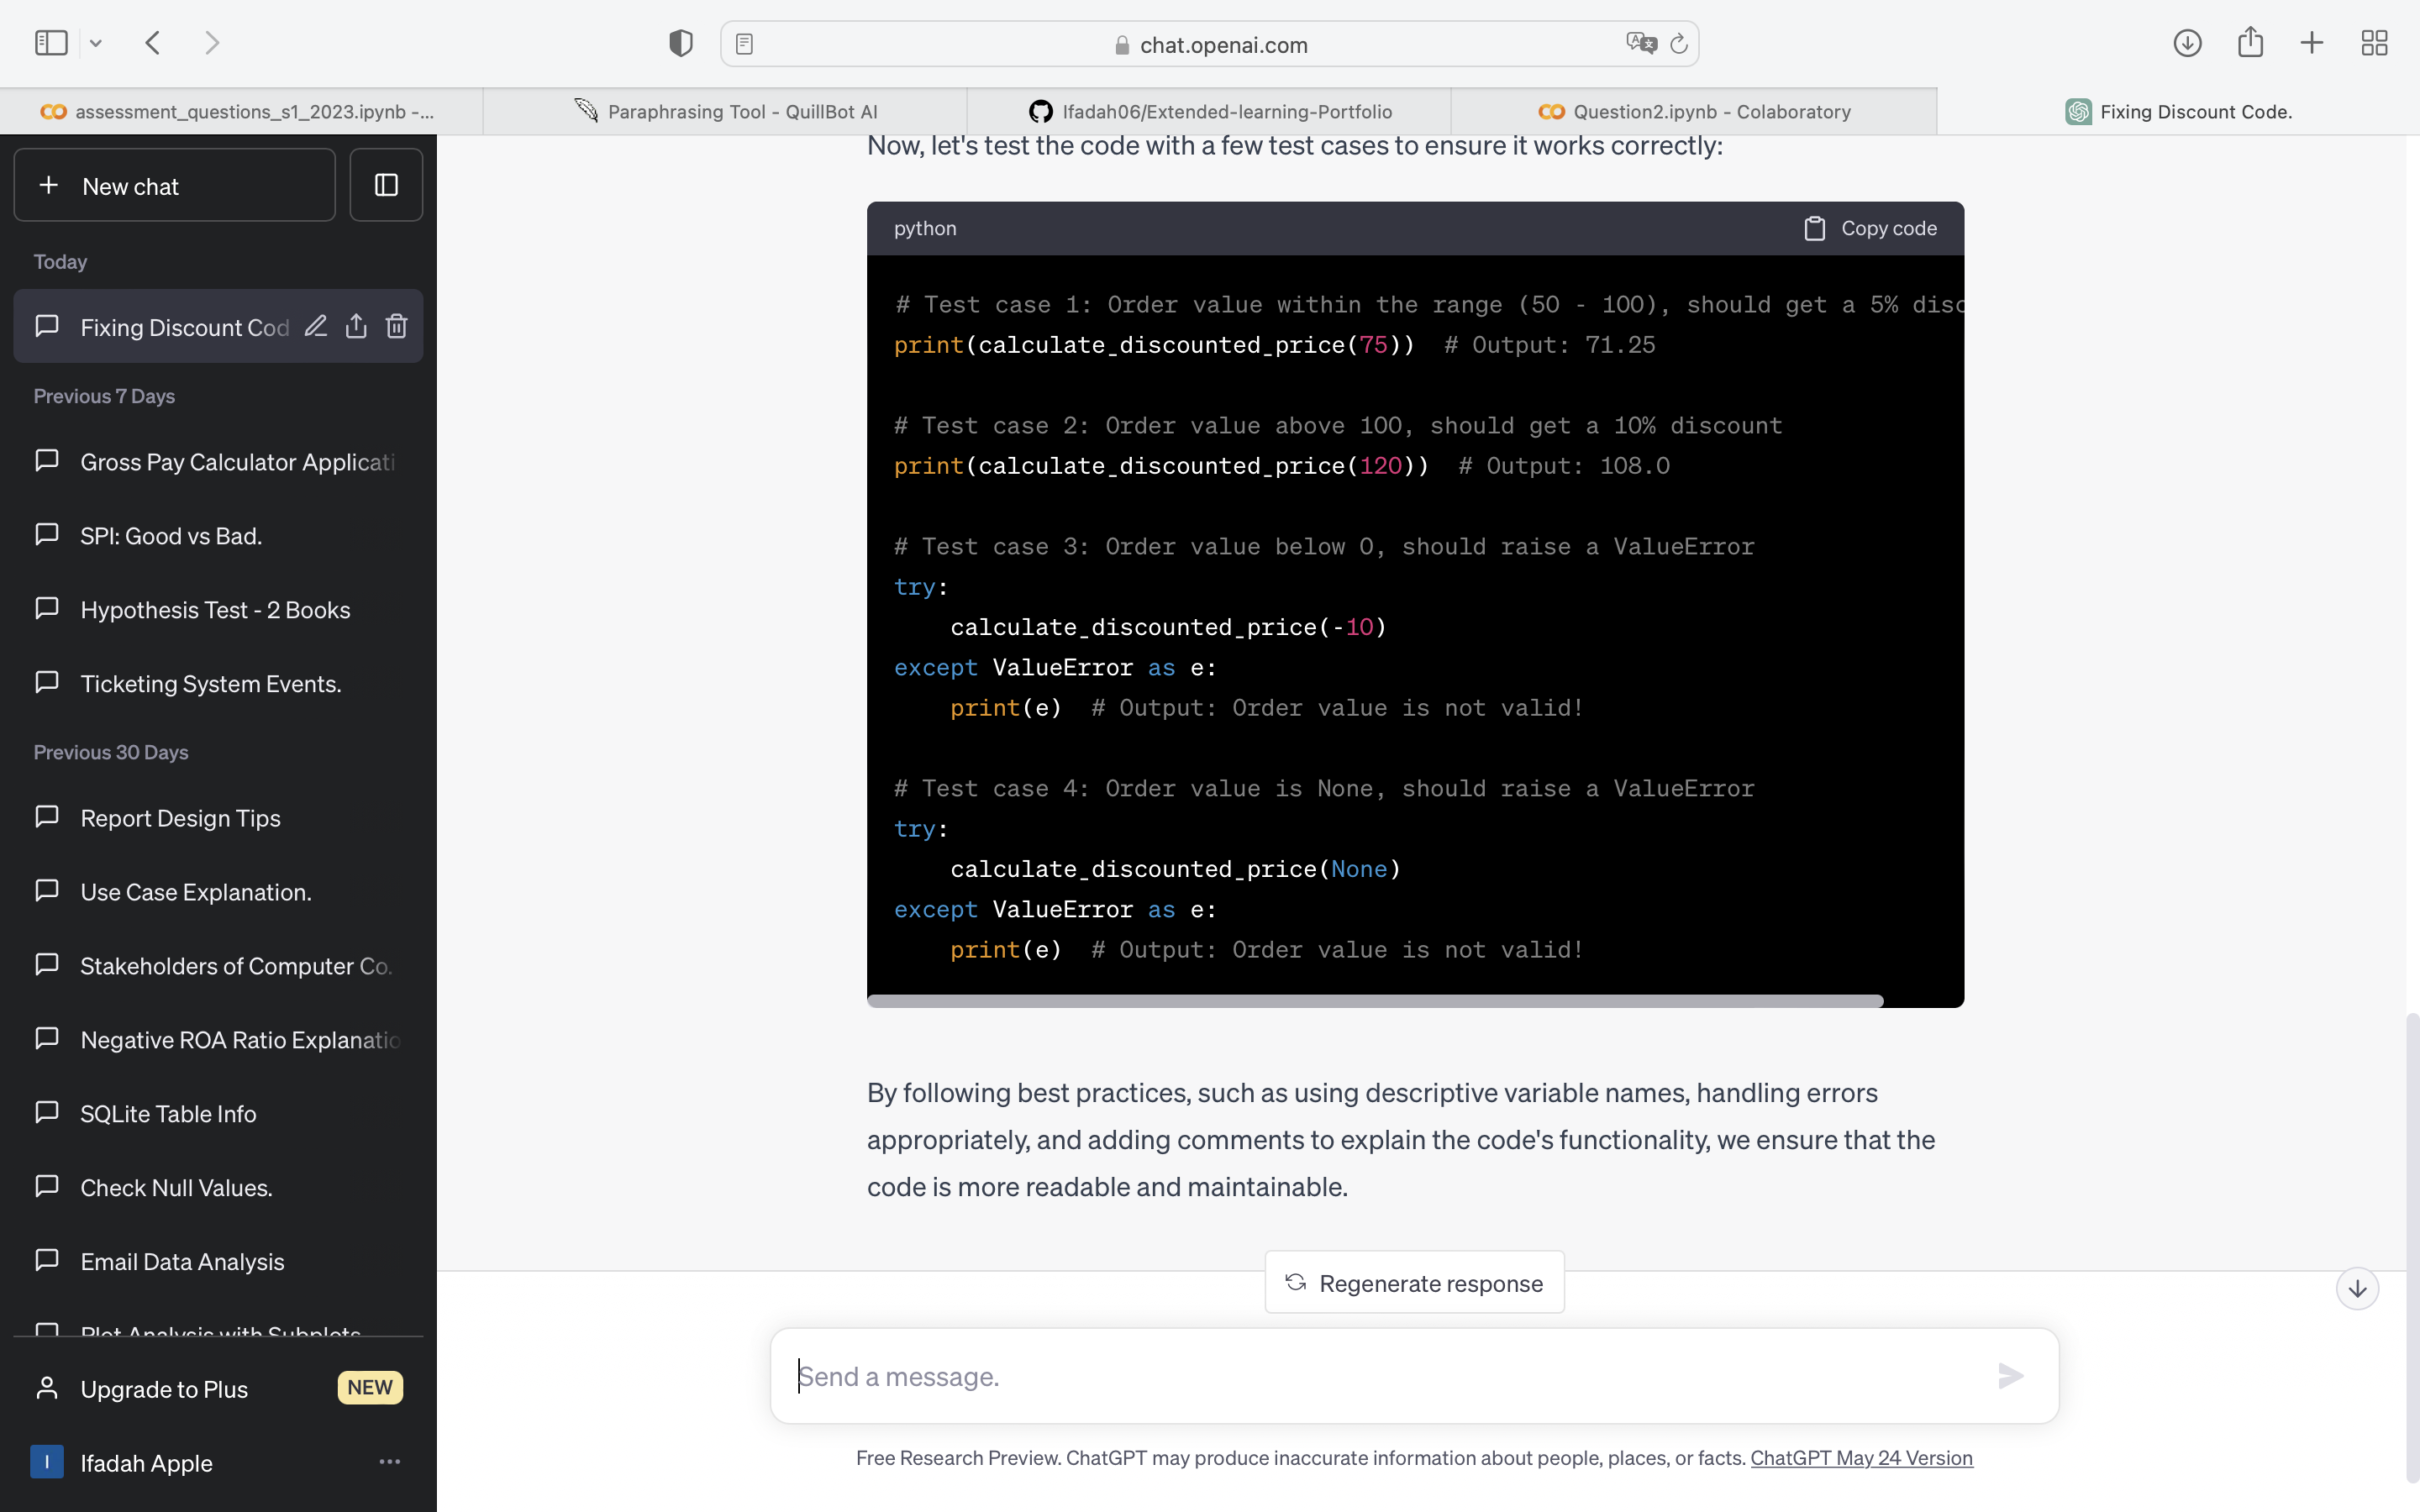 chat.openai.com
assessment_questions_s1_2023.ipynb -...
Paraphrasing Tool - QuillBot AI
Ifadah06/Extended-learning-Portfolio
Question2.ipynb - Colaboratory
Fixing Discount Code.
New chat
Today
Fixing Discount Cod
Previous 7 Days
Gross Pay Calculator Applicati
SPI: Good vs Bad.
Hypothesis Test - 2 Books
Ticketing System Events.
Previous 30 Days
Report Design Tips
Use Case Explanation.
Stakeholders of Computer Co.
Negative ROA Ratio Explanatio
SQLite Table Info
Check Null Values.
Email Data Analysis
Plot Analysis with Subplots
Upgrade to Plus NEW
I Ifadah Apple
Now, let's test the code with a few test cases to ensure it works correctly:
python Copy code
# Test case 1: Order value within the range (50 - 100), should get a 5% disc
print(calculate_discounted_price(75))  # Output: 71.25
# Test case 2: Order value above 100, should get a 10% discount
print(calculate_discounted_price(120))  # Output: 108.0
# Test case 3: Order value below 0, should raise a ValueError
try:
    calculate_discounted_price(-10)
except ValueError as e:
    print(e)  # Output: Order value is not valid!
# Test case 4: Order value is None, should raise a ValueError
try:
    calculate_discounted_price(None)
except ValueError as e:
    print(e)  # Output: Order value is not valid!
By following best practices, such as using descriptive variable names, handling errors
appropriately, and adding comments to explain the code's functionality, we ensure that the
code is more readable and maintainable.
Regenerate response
Send a message.
Free Research Preview. ChatGPT may produce inaccurate information about people, places, or facts. ChatGPT May 24 Version